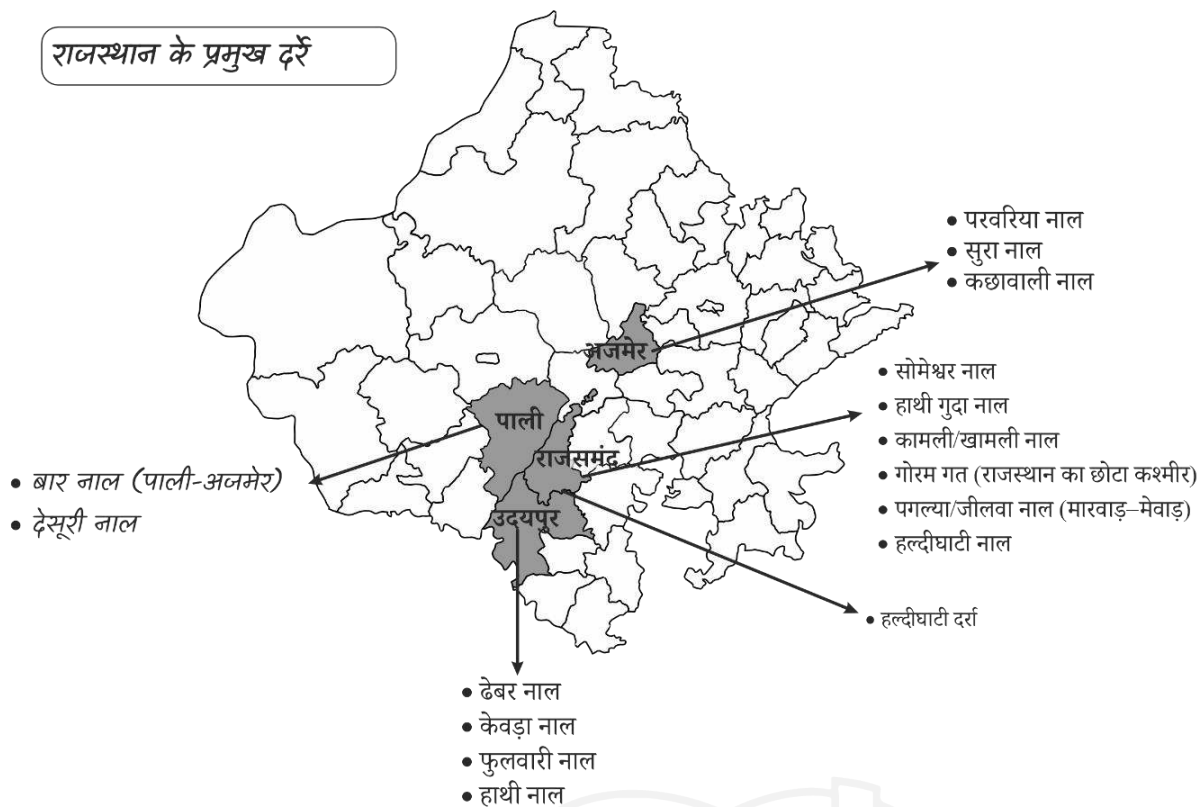 राजस्थान के प्रमुख दर्रे
• परवरिया नाल
• सुरा नाल
• कछावाली नाल
अजमेर
• सोमेश्वर नाल
• हाथी गुदा नाल
• कामली/खामली नाल
• गोरम गत (राजस्थान का छोटा कश्मीर)
• पगल्या/जीलवा नाल (मारवाड़–मेवाड़)
• हल्दीघाटी नाल
पाली
राजसमंद
• बार नाल (पाली-अजमेर)
• देसूरी नाल
उदयपुर
• हल्दीघाटी दर्रा
• ढेबर नाल
• केवड़ा नाल
• फुलवारी नाल
• हाथी नाल